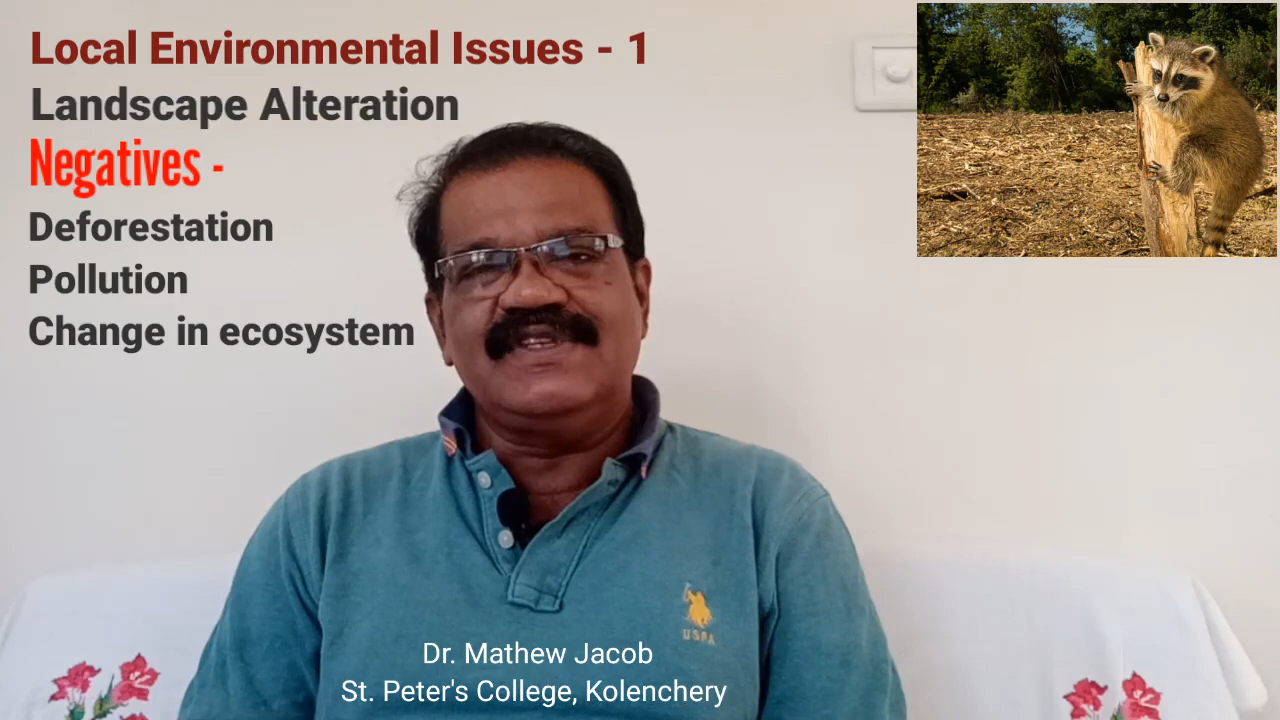 Local Environmental Issues - 1
Landscape Alteration
Negatives -
Deforestation
Pollution
Change in ecosystem
USPA
Dr. Mathew Jacob
St. Peter's College, Kolenchery